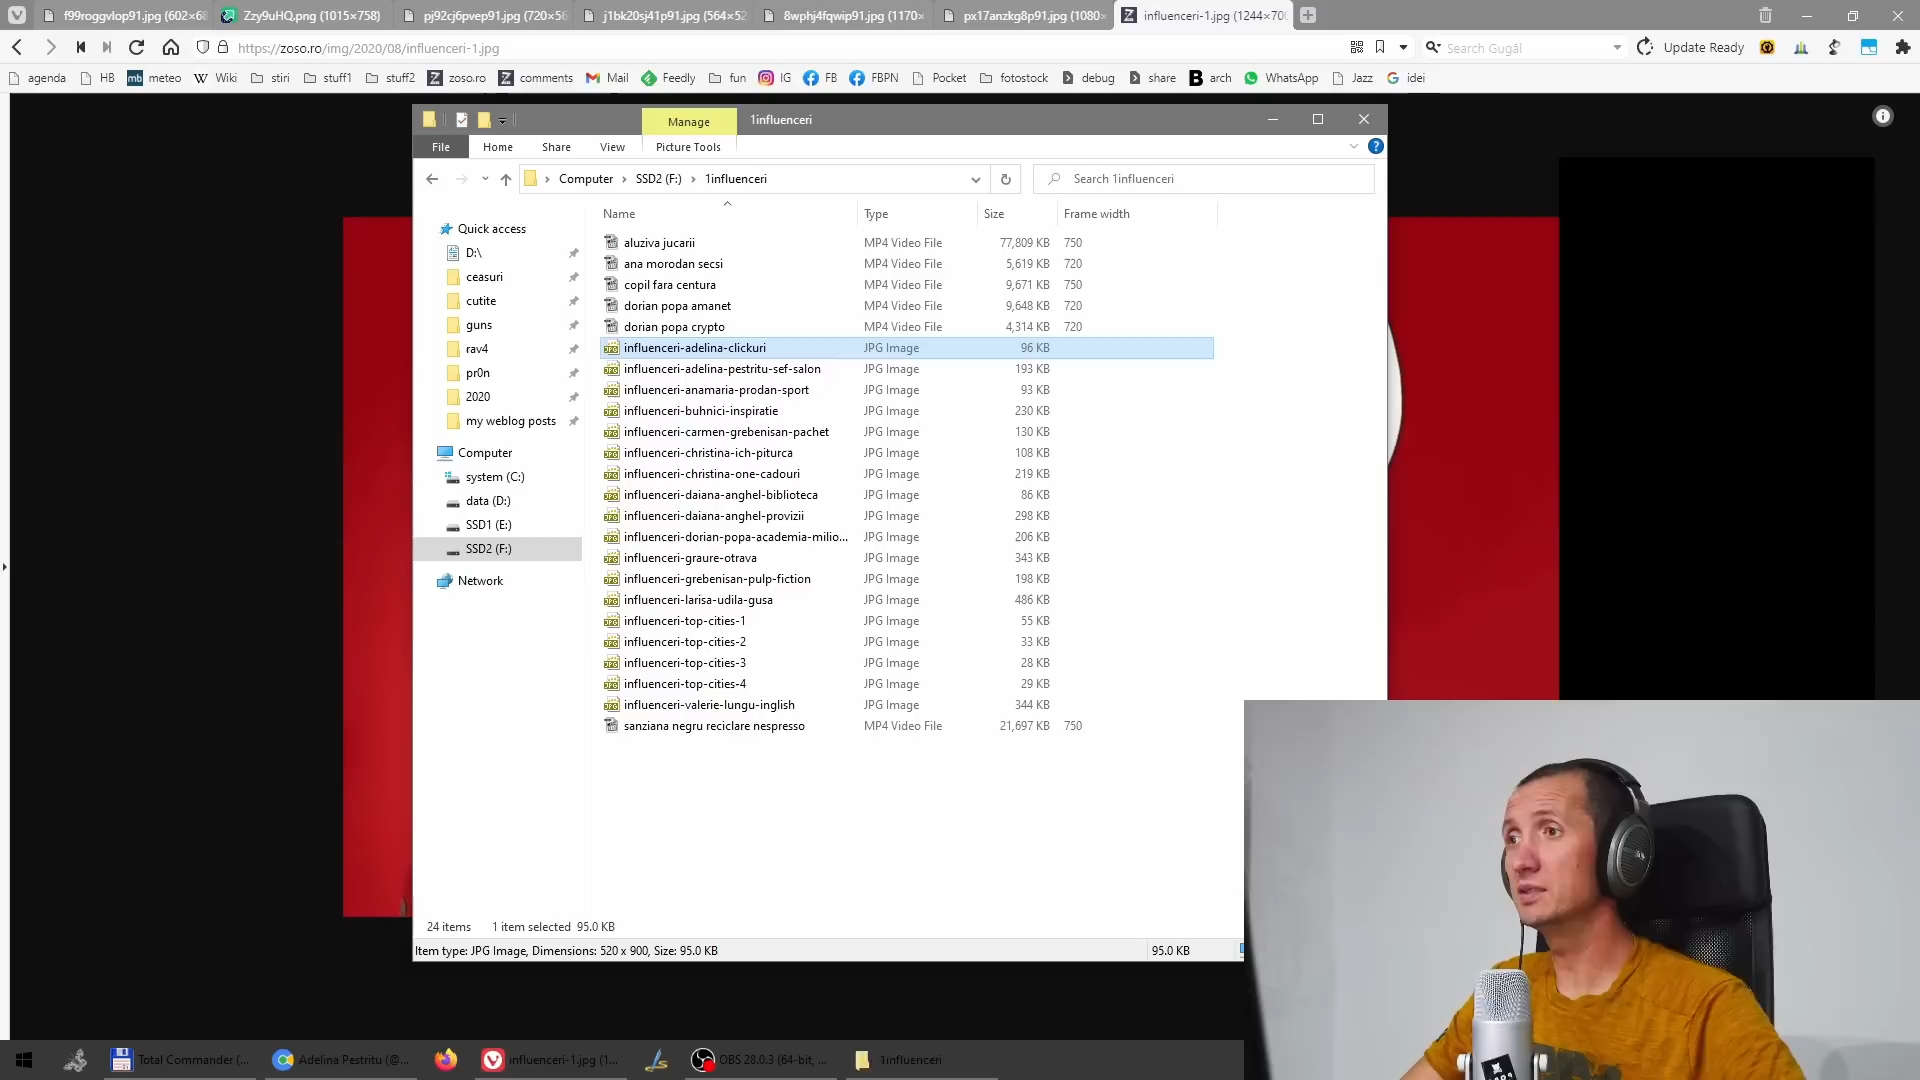 f99roggvlop91.jpg (602×68
Zzy9uHQ.png (1015×758)
pj92cj6pvep91.jpg (720×56
j1bk20sj41p91.jpg (564×52
8wphj4fqwip91.jpg (1170×
px17anzkg8p91.jpg (1080×
influenceri-1.jpg (1244×700
https://zoso.ro/img/2020/08/influenceri-1.jpg
Search Gugăl
Update Ready
agenda HB meteo Wiki stiri stuff1 stuff2 zoso.ro comments Mail Feedly fun IG FB FBPN Pocket fotostock debug share arch WhatsApp Jazz idei
Manage 1influenceri
File Home Share View Picture Tools
Computer SSD2 (F:) 1influenceri
Search 1influenceri
Name Type Size Frame width
Quick access
D:\
ceasuri
cutite
guns
rav4
pr0n
2020
my weblog posts
Computer
system (C:)
data (D:)
SSD1 (E:)
SSD2 (F:)
Network
aluziva jucarii MP4 Video File 77,809 KB 750
ana morodan secsi MP4 Video File 5,619 KB 720
copil fara centura MP4 Video File 9,671 KB 750
dorian popa amanet MP4 Video File 9,648 KB 720
dorian popa crypto MP4 Video File 4,314 KB 720
influenceri-adelina-clickuri JPG Image 96 KB
influenceri-adelina-pestritu-sef-salon JPG Image 193 KB
influenceri-anamaria-prodan-sport JPG Image 93 KB
influenceri-buhnici-inspiratie JPG Image 230 KB
influenceri-carmen-grebenisan-pachet JPG Image 130 KB
influenceri-christina-ich-piturca JPG Image 108 KB
influenceri-christina-one-cadouri JPG Image 219 KB
influenceri-daiana-anghel-biblioteca JPG Image 86 KB
influenceri-daiana-anghel-provizii JPG Image 298 KB
influenceri-dorian-popa-academia-milio... JPG Image 206 KB
influenceri-graure-otrava JPG Image 343 KB
influenceri-grebenisan-pulp-fiction JPG Image 198 KB
influenceri-larisa-udila-gusa JPG Image 486 KB
influenceri-top-cities-1 JPG Image 55 KB
influenceri-top-cities-2 JPG Image 33 KB
influenceri-top-cities-3 JPG Image 28 KB
influenceri-top-cities-4 JPG Image 29 KB
influenceri-valerie-lungu-inglish JPG Image 344 KB
sanziana negru reciclare nespresso MP4 Video File 21,697 KB 750
24 items 1 item selected 95.0 KB
Item type: JPG Image, Dimensions: 520 x 900, Size: 95.0 KB 95.0 KB
Total Commander (... Adelina Pestritu (@... influenceri-1.jpg (1... OBS 28.0.3 (64-bit, ... 1influenceri